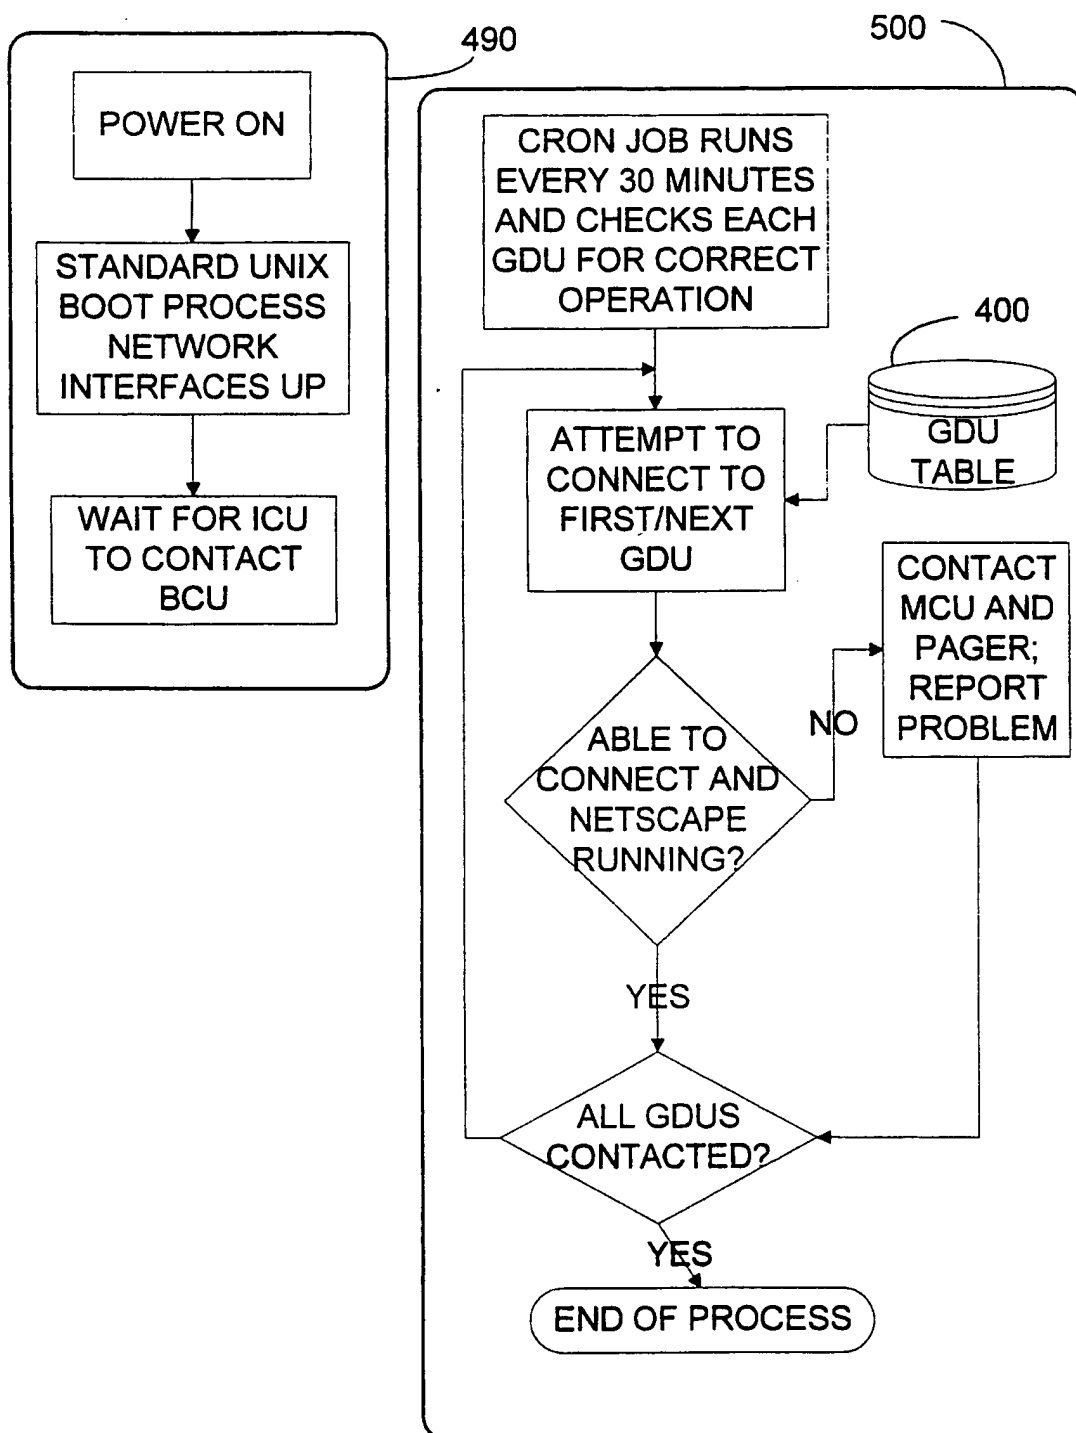 490
POWER ON
STANDARD UNIX
BOOT PROCESS
NETWORK
INTERFACES UP
WAIT FOR ICU
TO CONTACT
BCU
500
CRON JOB RUNS
EVERY 30 MINUTES
AND CHECKS EACH
GDU FOR CORRECT
OPERATION
400
GDU
TABLE
ATTEMPT TO
CONNECT TO
FIRST/NEXT
GDU
CONTACT
MCU AND
PAGER;
REPORT
PROBLEM
NO
ABLE TO
CONNECT AND
NETSCAPE
RUNNING?
YES
ALL GDUS
CONTACTED?
YES
END OF PROCESS